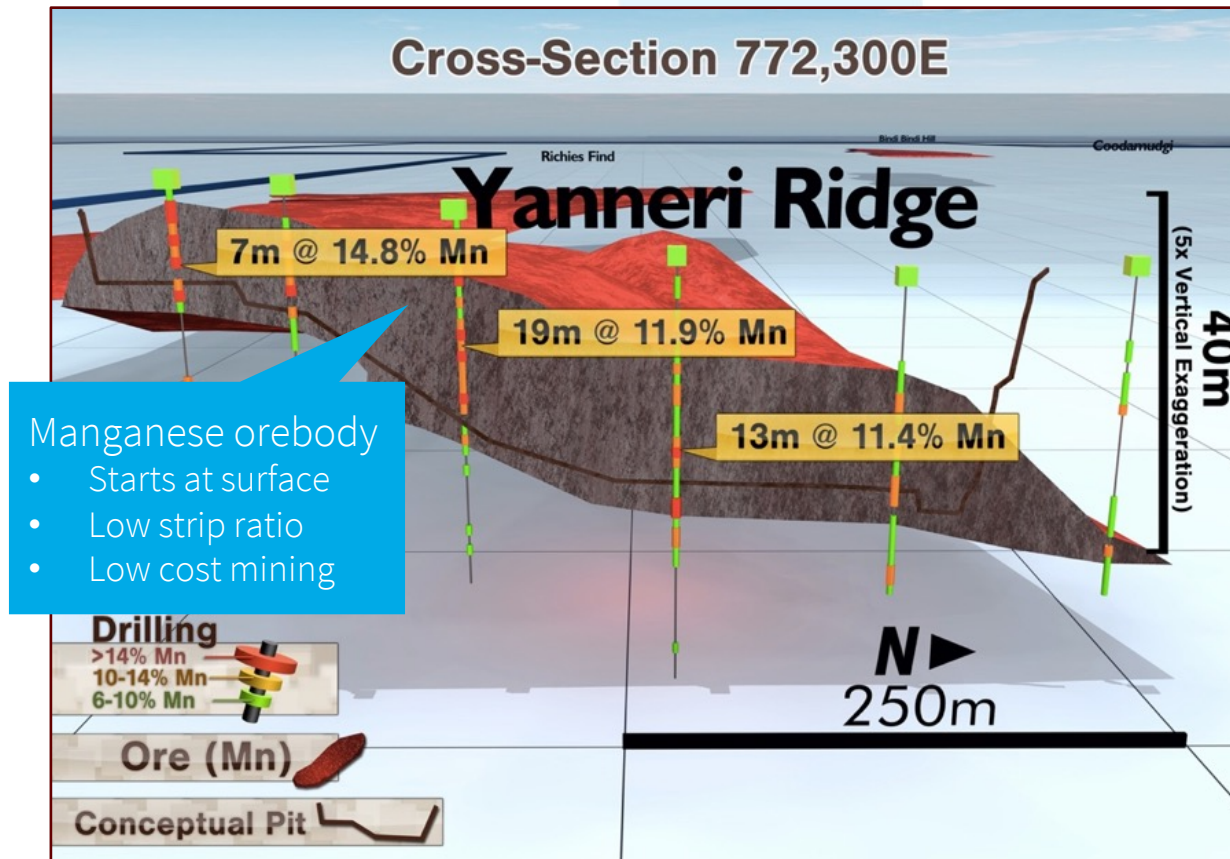 Cross-Section 772,300E
Bindi Bindi Hill
Coodamudgi
Richies Find
Yanneri Ridge
7m @ 14.8% Mn
19m @ 11.9% Mn
13m @ 11.4% Mn
40m
(5x Vertical Exaggeration)
Manganese orebody
• Starts at surface
• Low strip ratio
• Low cost mining
Drilling
>14% Mn
10-14% Mn
6-10% Mn
Ore (Mn)
Conceptual Pit
N
250m